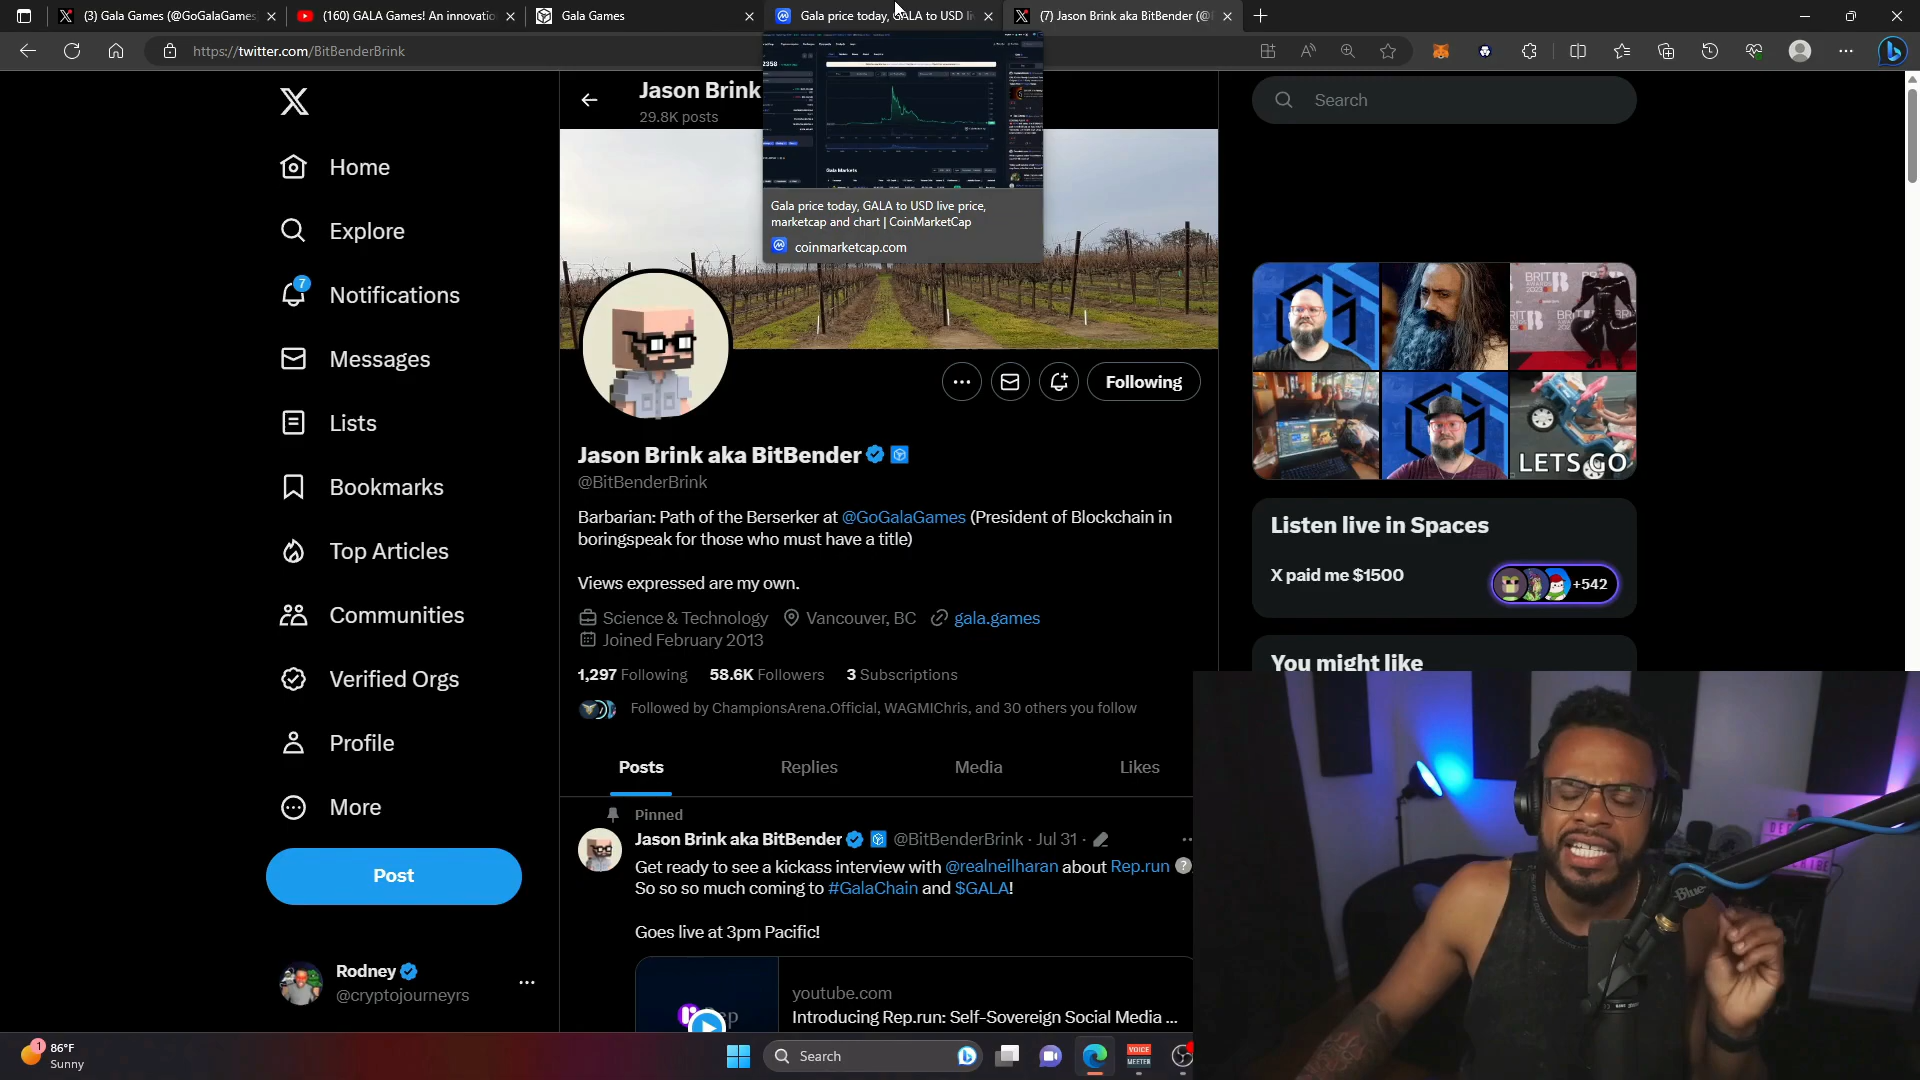 (3) Gala Games (@GoGalaGames
(160) GALA Games! An innovatio
Gala Games
Gala price today, GALA to USD li
(7) Jason Brink aka BitBender (@
https://twitter.com/BitBenderBrink
Jason Brink
29.8K posts
Gala Markets
Gala price today, GALA to USD live price,
marketcap and chart | CoinMarketCap
coinmarketcap.com
Search
Home
Explore
7
Notifications
Messages
Lists
Bookmarks
Top Articles
Communities
Verified Orgs
Profile
More
Post
Rodney
@cryptojourneyrs
Following
Jason Brink aka BitBender
@BitBenderBrink
Barbarian: Path of the Berserker at @GoGalaGames (President of Blockchain in
boringspeak for those who must have a title)
Views expressed are my own.
Science & Technology Vancouver, BC gala.games
Joined February 2013
1,297 Following 58.6K Followers 3 Subscriptions
Followed by ChampionsArena.Official, WAGMIChris, and 30 others you follow
Posts Replies Media Likes
Pinned
Jason Brink aka BitBender @BitBenderBrink · Jul 31 ·
Get ready to see a kickass interview with @realneilharan about Rep.run
So so so much coming to #GalaChain and $GALA!
Goes live at 3pm Pacific!
youtube.com
Introducing Rep.run: Self-Sovereign Social Media ...
BRIT
AWARDS
LETS GO
Listen live in Spaces
X paid me $1500
+542
You might like
Blue
1
86°F
Sunny
Search
VOICE
MEETER